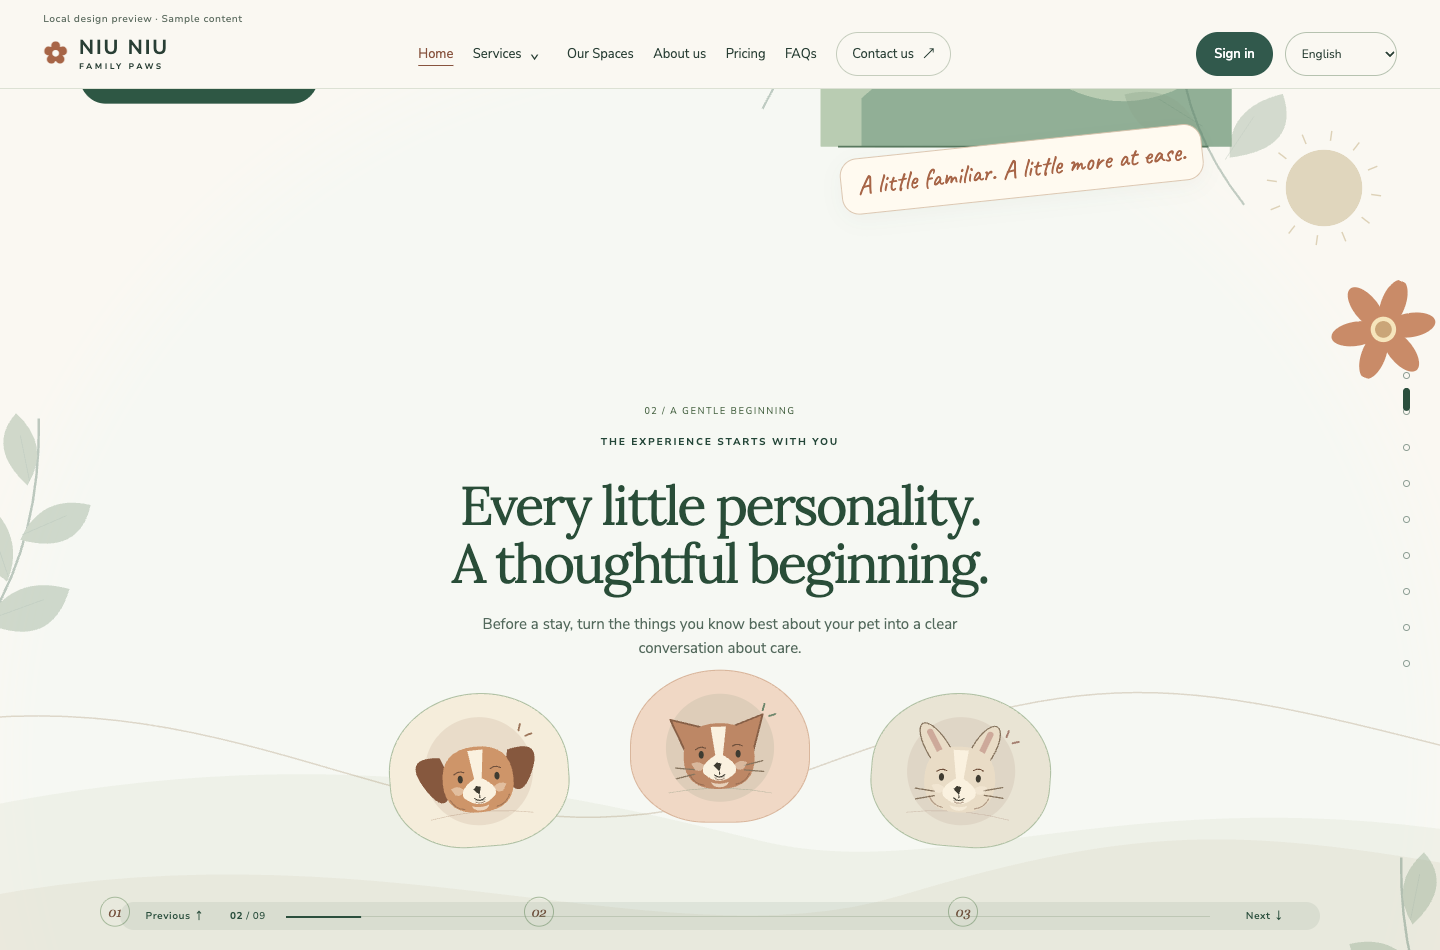 Local design preview · Sample content
NIU NIU
FAMILY PAWS
Home
Services
Our Spaces
About us
Pricing
FAQs
Contact us ↗
Sign in
English
A little familiar. A little more at ease.
02 / A GENTLE BEGINNING
THE EXPERIENCE STARTS WITH YOU
Every little personality.
A thoughtful beginning.
Before a stay, turn the things you know best about your pet into a clear
conversation about care.
01
Previous ↑
02 / 09
02
03
Next ↓